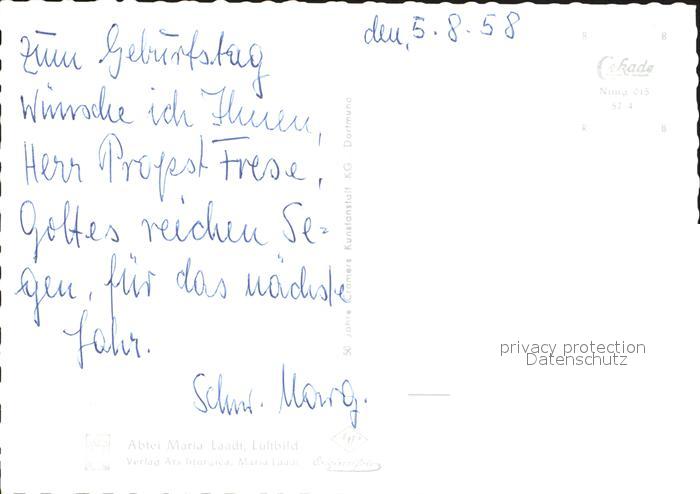 den, 5. 8. 58
Zum Geburtstag
wünsche ich Ihnen,
Herr Propst Frese,
Gottes reichen Se=
gen, für das nächste
Jahr.
Schw. Marg.
Cekade
50 Jahre Cramers Kunstanstalt KG Dortmund
privacy protection
Datenschutz
Abtei Maria Laach, Luftbild
Verlag Ars liturgica, Maria Laach